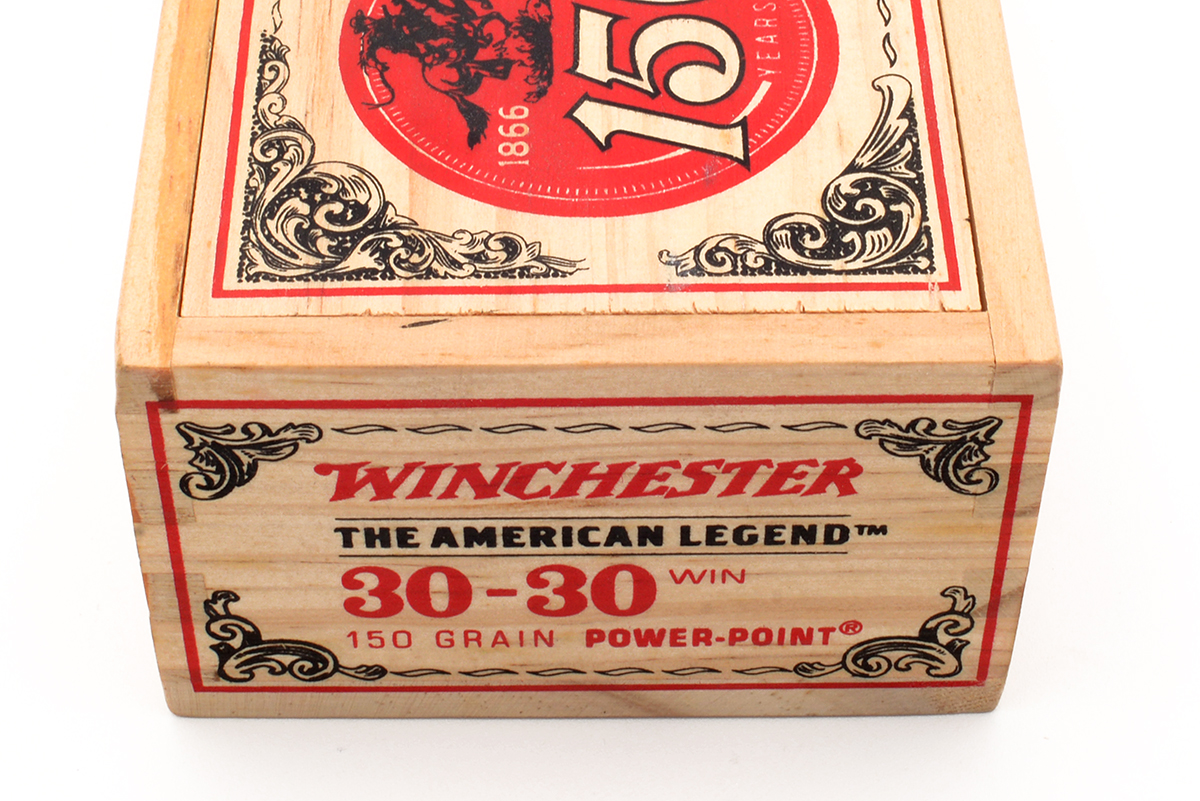 1866
150
YEARS
WINCHESTER
THE AMERICAN LEGEND™
30-30 WIN
150 GRAIN POWER-POINT®